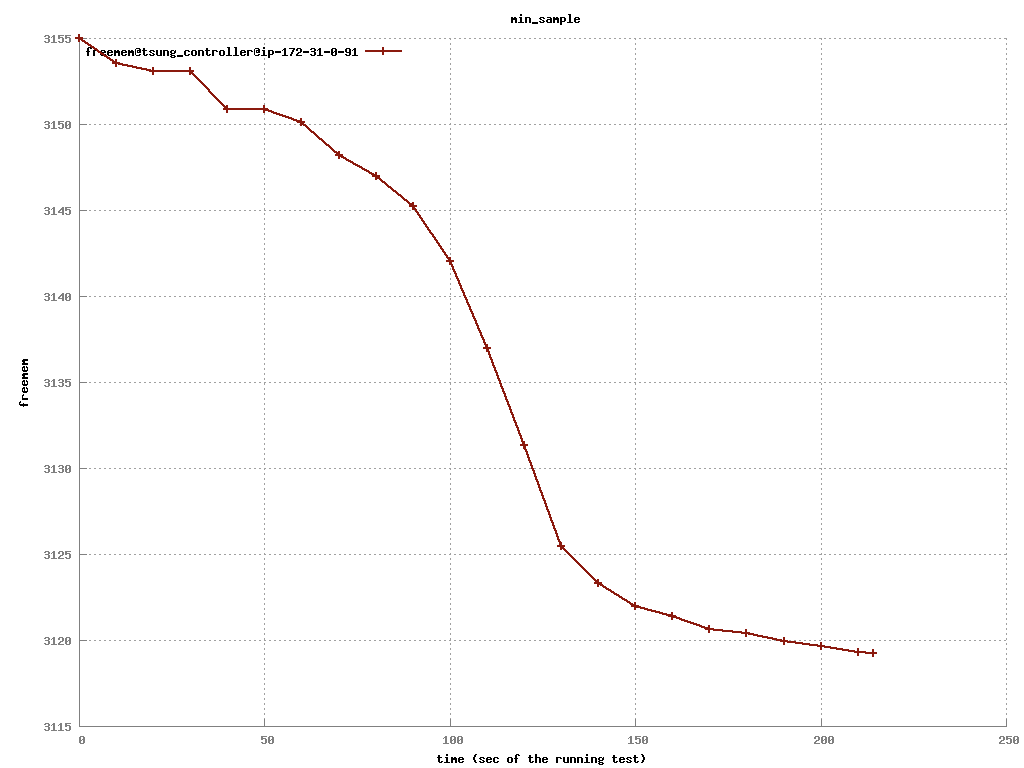 min_sample
freemem@tsung_controller@ip-172-31-0-91
3155
3150
3145
3140
3135
3130
3125
3120
3115
freemem
0 50 100 150 200 250
time (sec of the running test)